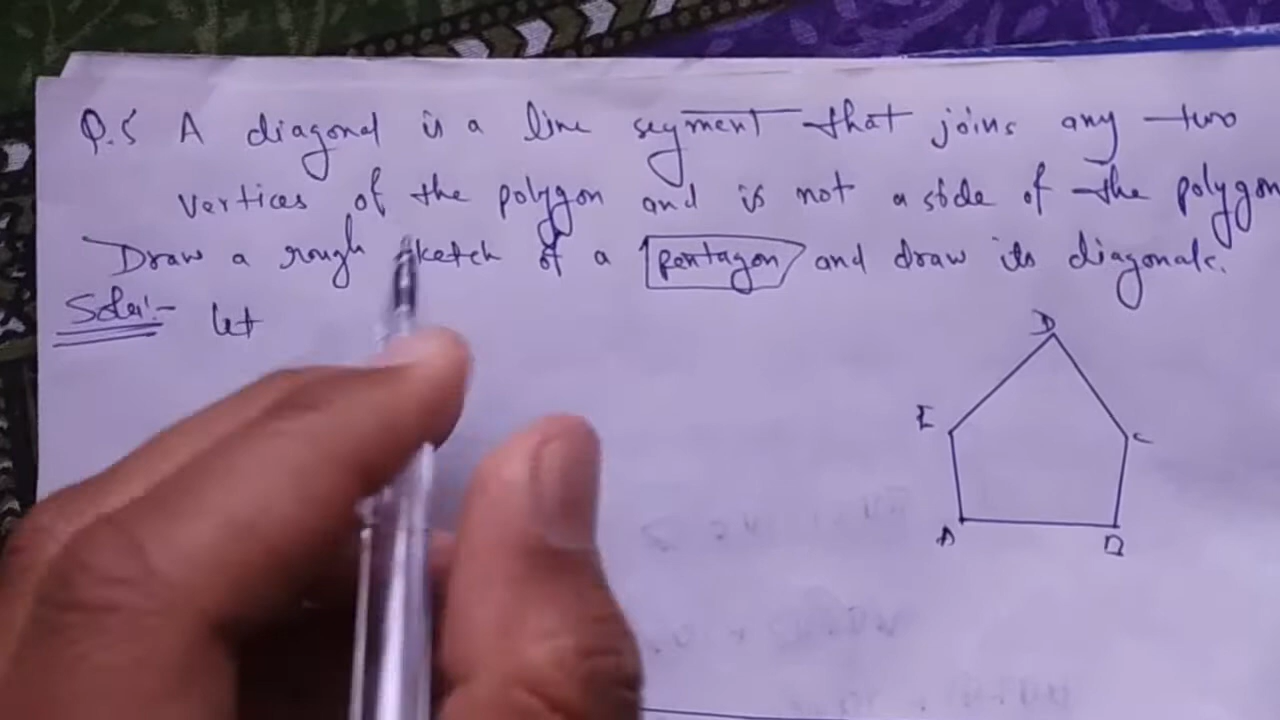 Q.5 A diagonal is a line segment that joins any two
vertices of the polygon and is not a side of the polygon
Draw a rough sketch of a pentagon and draw its diagonals.
Soln:- let
D
E
C
A
B